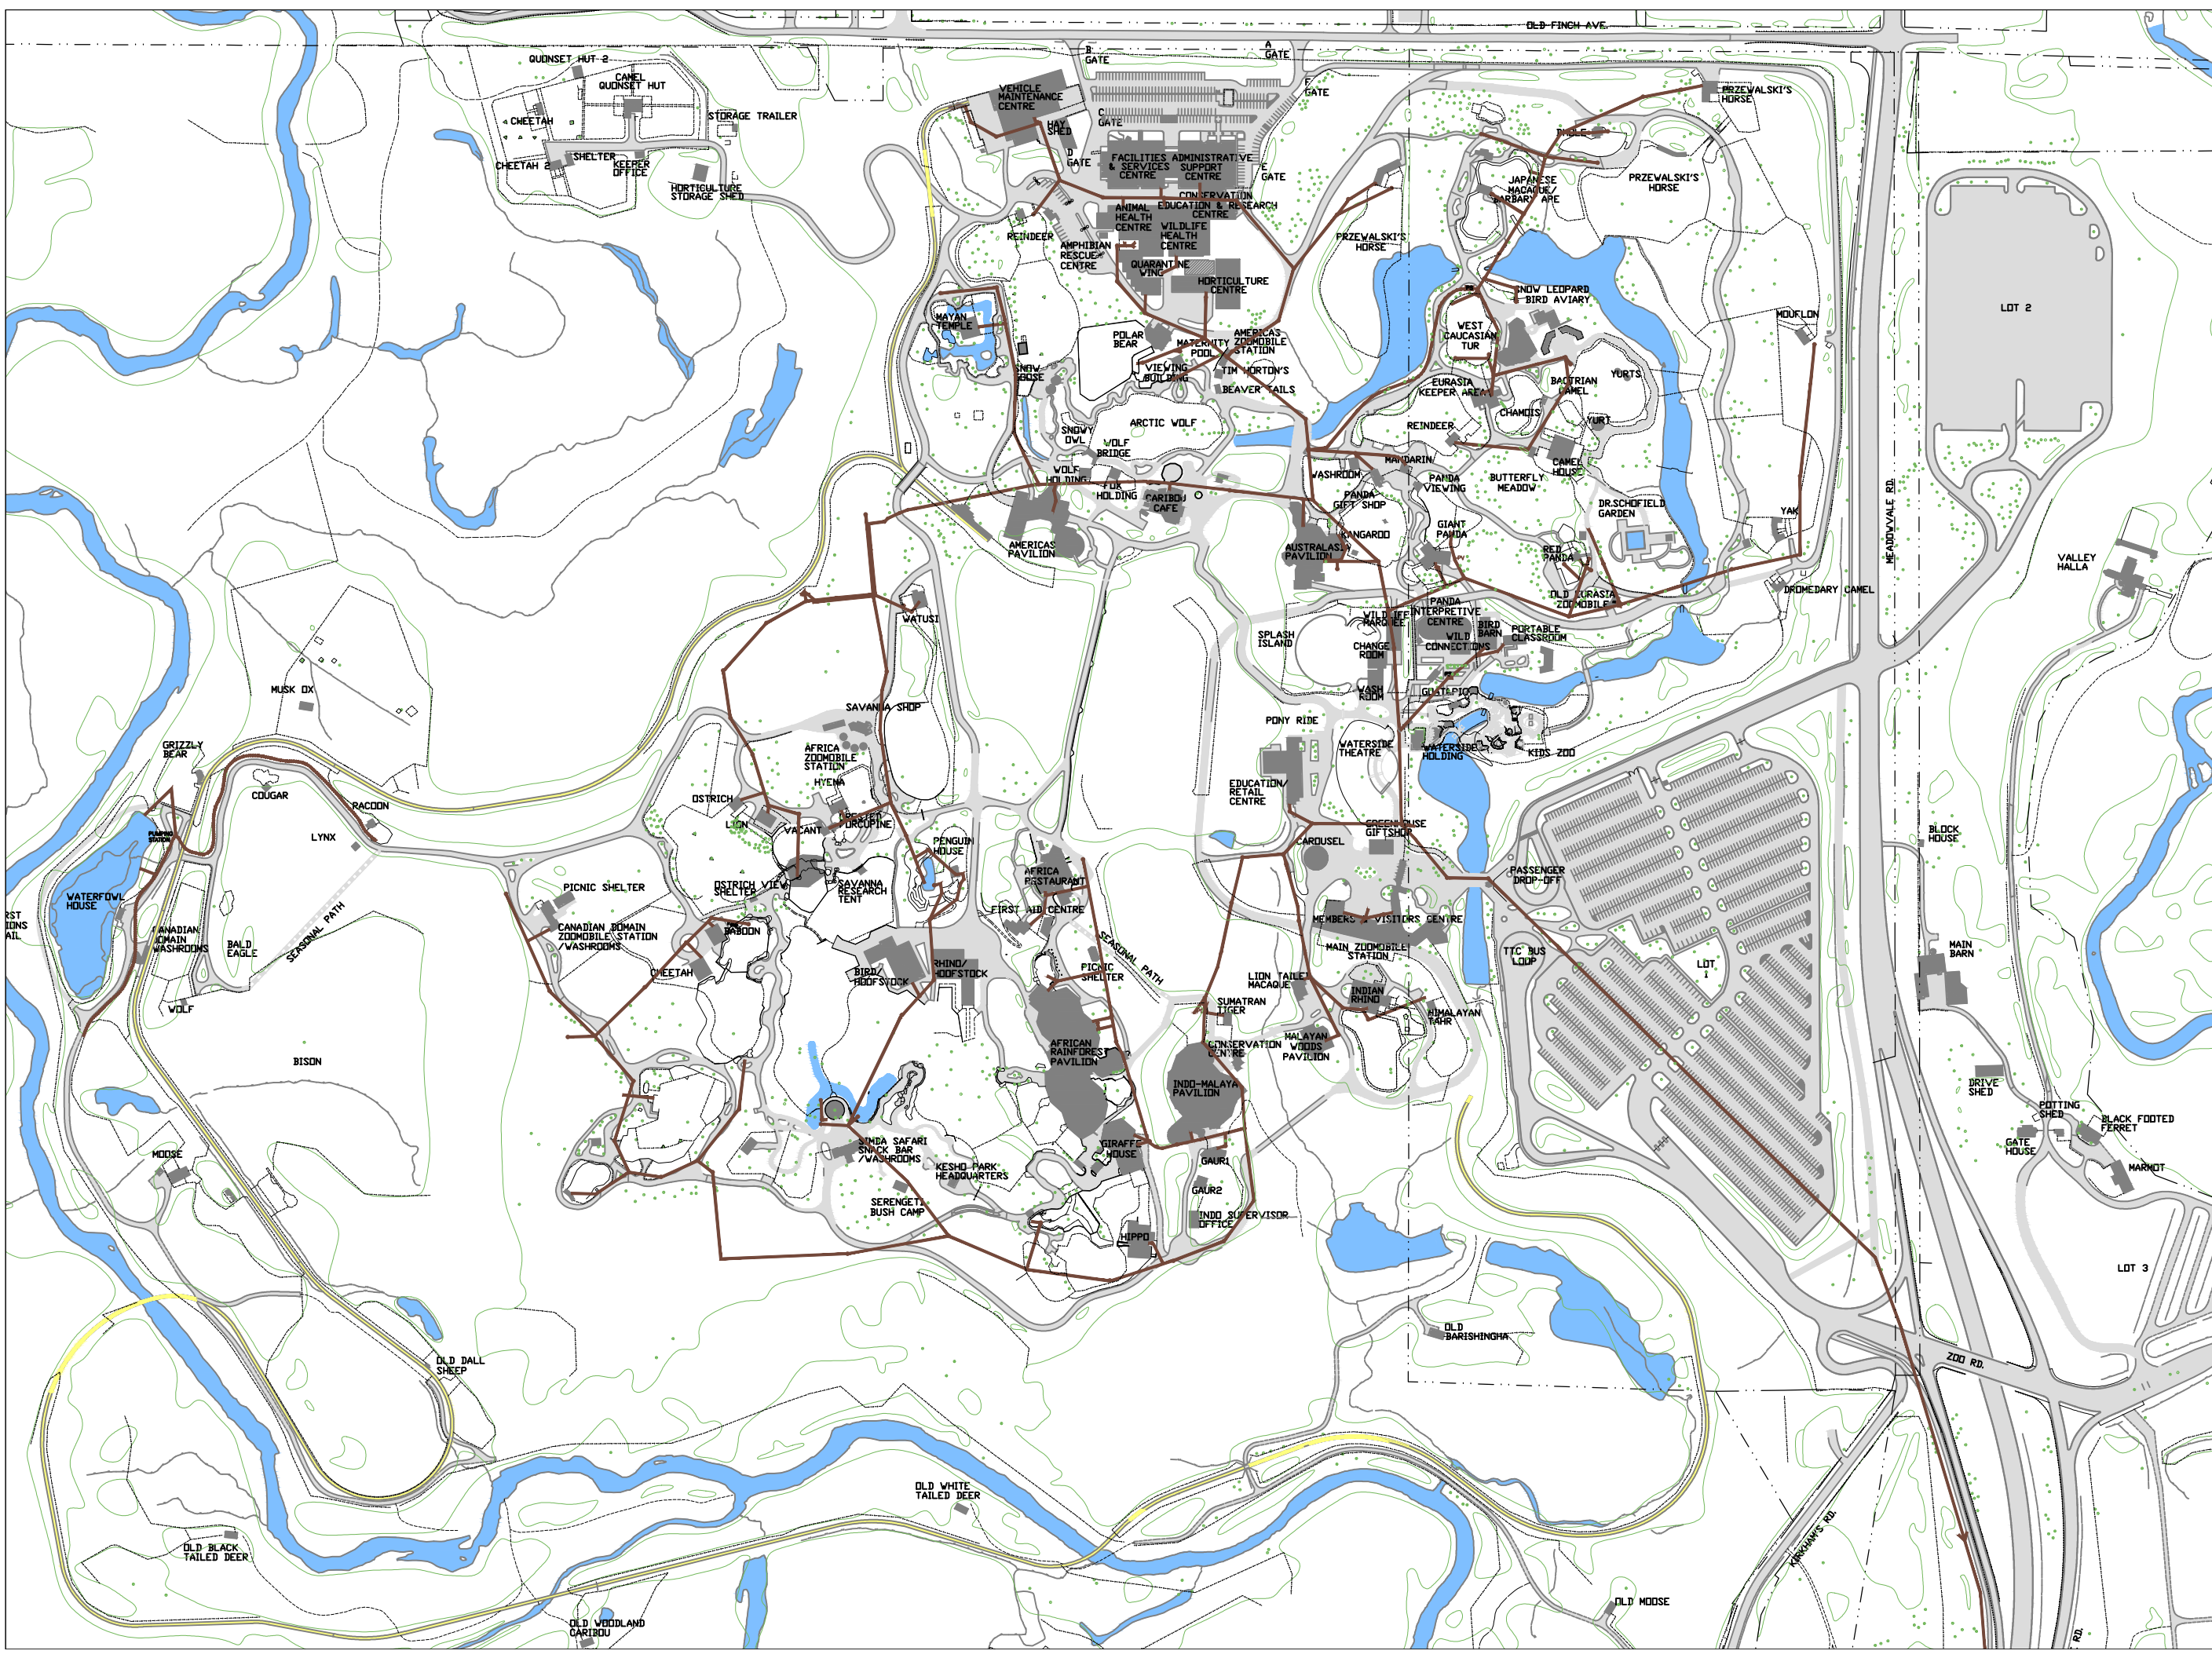 OLD FINCH AVE.
B
GATE
A
GATE
F
GATE
QUONSET HUT 2
CAMEL
QUONSET HUT
CHEETAH
STORAGE TRAILER
CHEETAH 2
SHELTER
KEEPER
OFFICE
HORTICULTURE
STORAGE SHED
VEHICLE
MAINTENANCE
CENTRE
HAY
SHED
C
GATE
D
GATE
E
GATE
FACILITIES
& SERVICES
CENTRE
ADMINISTRATIVE
SUPPORT
CENTRE
CONSERVATION
EDUCATION & RESEARCH
CENTRE
ANIMAL
HEALTH
CENTRE
WILDLIFE
HEALTH
CENTRE
REINDEER
AMPHIBIAN
RESCUE
CENTRE
QUARANTINE
WING
HORTICULTURE
CENTRE
PRZEWALSKI'S
HORSE
DHOLE
JAPANESE
MACAQUE/
BARBARY APE
PRZEWALSKI'S
HORSE
PRZEWALSKI'S
HORSE
MAYAN
TEMPLE
SNOW
GOOSE
POLAR
BEAR
MATERNITY
POOL
VIEWING
BUILDING
AMERICAS
ZOOMOBILE
STATION
TIM HORTON'S
BEAVER TAILS
ARCTIC WOLF
SNOWY
OWL
WOLF
BRIDGE
WOLF
HOLDING
FOX
HOLDING
CARIBOU
CAFE
AMERICAS
PAVILION
SNOW LEOPARD
BIRD AVIARY
WEST
CAUCASIAN
TUR
MOUFLON
LOT 2
EURASIA
KEEPER AREA
BACTRIAN
CAMEL
YURTS
CHAMOIS
YURT
REINDEER
MANDARIN
WASHROOM
PANDA
VIEWING
BUTTERFLY
MEADOW
CAMEL
HOUSE
PANDA
GIFT SHOP
KANGAROO
GIANT
PANDA
DR.SCHOFIELD
GARDEN
YAK
AUSTRALASIA
PAVILION
RED
PANDA
OLD EURASIA
ZOOMOBILE
DROMEDARY CAMEL
MEADOWVALE RD.
VALLEY
HALLA
WATUSI
SPLASH
ISLAND
WILDLIFE
MARQUEE
PANDA
INTERPRETIVE
CENTRE
WILD
CONNECTIONS
BIRD
BARN
PORTABLE
CLASSROOM
CHANGE
ROOM
WASH
ROOM
PONY RIDE
WATERSIDE
THEATRE
WATERSIDE
HOLDING
KIDS ZOO
EDUCATION/
RETAIL
CENTRE
MUSK OX
SAVANNA SHOP
GRIZZLY
BEAR
AFRICA
ZOOMOBILE
STATION
HYENA
COUGAR
RACOON
OSTRICH
LION
VACANT
CRESTED
PORCUPINE
LYNX
PUMPING
STATION
PENGUIN
HOUSE
GREENHOUSE
GIFTSHOP
CAROUSEL
BLOCK
HOUSE
WATERFOWL
HOUSE
PICNIC SHELTER
OSTRICH VIEW
SHELTER
SAVANNA
RESEARCH
TENT
AFRICA
RESTAURANT
PASSENGER
DROP-OFF
RST
IONS
AIL
CANADIAN
DOMAIN
WASHROOMS
BALD
EAGLE
SEASONAL PATH
CANADIAN DOMAIN
ZOOMOBILE STATION
/WASHROOMS
BABOON
FIRST AID CENTRE
MEMBERS & VISITORS CENTRE
CHEETAH
BIRD/
HOOFSTOCK
RHINO/
HOOFSTOCK
PICNIC
SHELTER
SEASONAL PATH
MAIN ZOOMOBILE
STATION
TTC BUS
LOOP
LOT
1
MAIN
BARN
WOLF
LION TAILED
MACAQUE
INDIAN
RHINO
SUMATRAN
TIGER
HIMALAYAN
TAHR
BISON
AFRICAN
RAINFOREST
PAVILION
CONSERVATION
CENTRE
MALAYAN
WOODS
PAVILION
INDO-MALAYA
PAVILION
DRIVE
SHED
POTTING
SHED
BLACK FOOTED
FERRET
GATE
HOUSE
MARMOT
MOOSE
SIMBA SAFARI
SNACK BAR
/WASHROOMS
KESHO PARK
HEADQUARTERS
GIRAFFE
HOUSE
GAUR1
GAUR2
SERENGETI
BUSH CAMP
INDO SUPERVISOR
OFFICE
HIPPO
LOT 3
OLD DALL
SHEEP
OLD
BARISHINGHA
ZOO RD.
OLD WHITE
TAILED DEER
OLD BLACK
TAILED DEER
KIRKHAM'S RD.
OLD WOODLAND
CARIBOU
OLD MOOSE
RD.